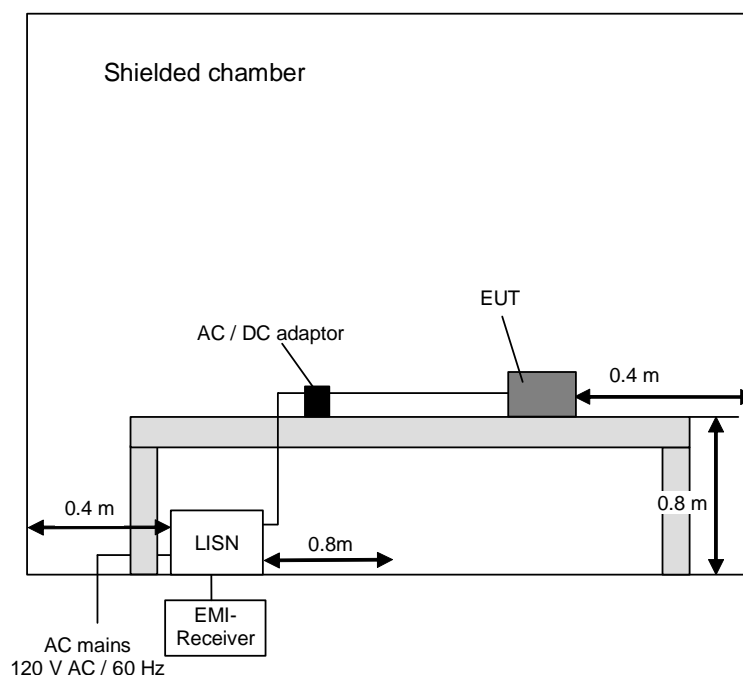 Shielded chamber
EUT
AC / DC adaptor
0.4 m
0.4 m
0.8 m
LISN
0.8m
EMI-
Receiver
AC mains
120 V AC / 60 Hz